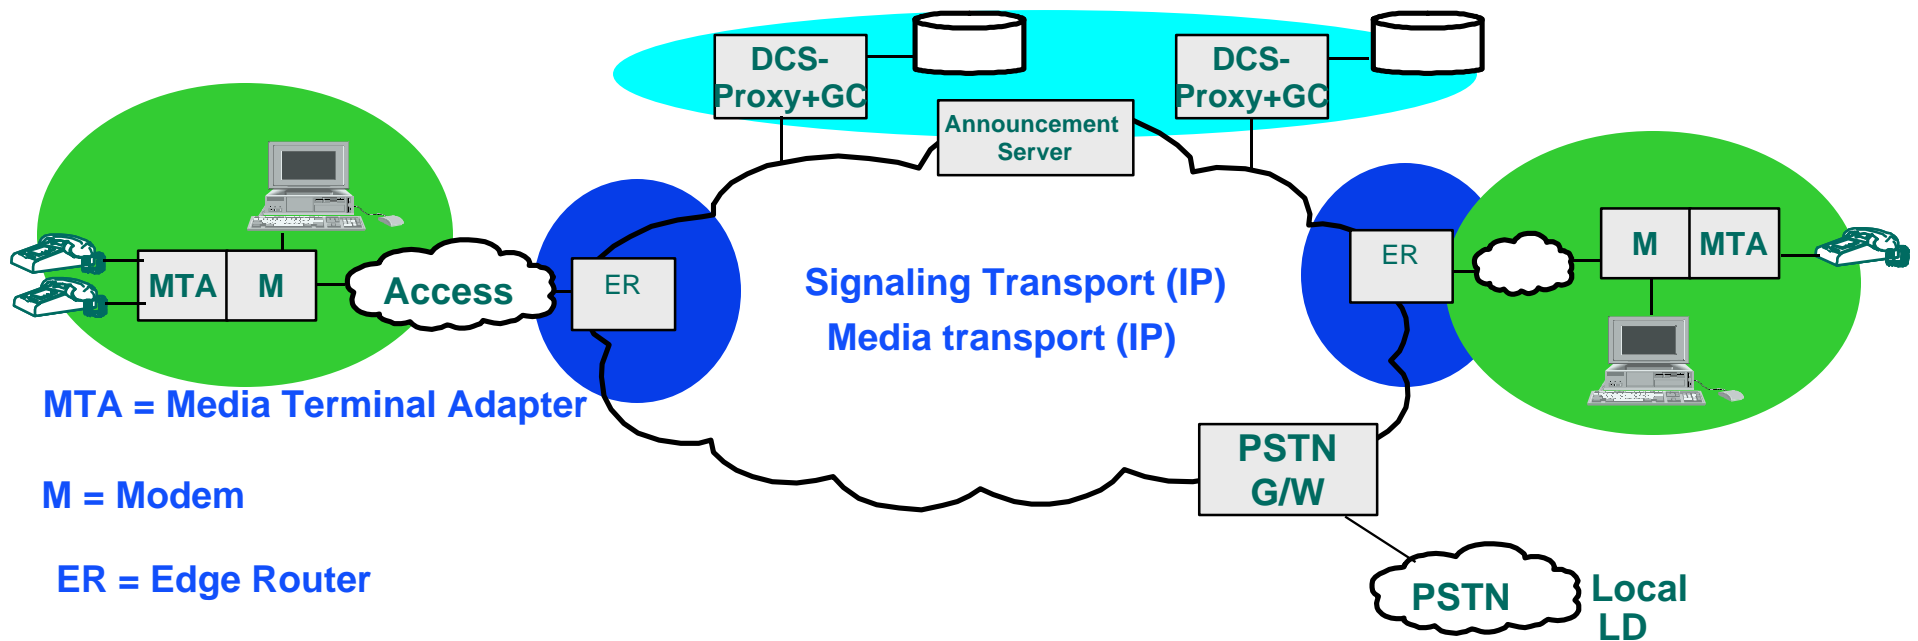 DCS-
Proxy+GC
DCS-
Proxy+GC
Announcement
Server
MTA
M
Access
ER
Signaling Transport (IP)
Media transport (IP)
ER
M
MTA
MTA = Media Terminal Adapter
M = Modem
ER = Edge Router
PSTN
G/W
PSTN
Local
LD